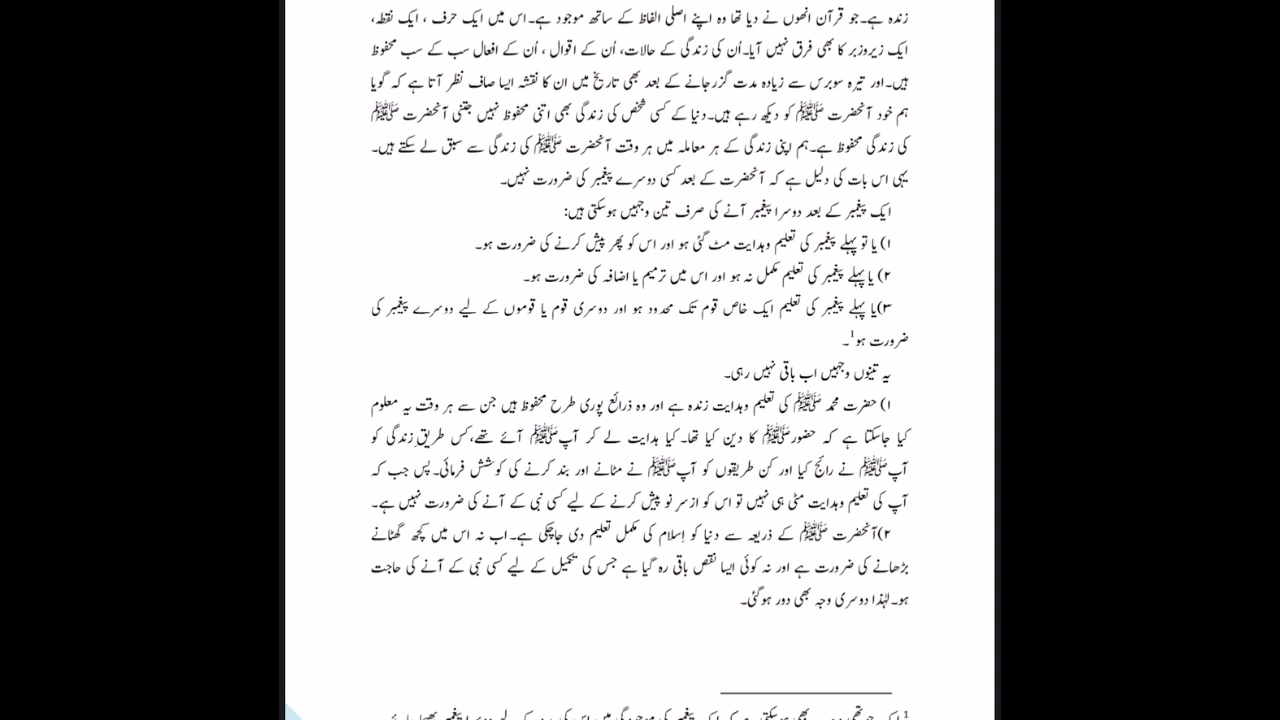 زندہ ہے۔جو قرآن انھوں نے دیا تھا وہ اپنے اصلی الفاظ کے ساتھ موجود ہے۔اس میں ایک حرف ، ایک نقطہ،
ایک زیروزبر کا بھی فرق نہیں آیا۔اُن کی زندگی کے حالات، اُن کے اقوال ، اُن کے افعال سب کے سب محفوظ
ہیں۔اور تیرہ سوبرس سے زیادہ مدت گزرجانے کے بعد بھی تاریخ میں ان کا نقشہ ایسا صاف نظر آتا ہے کہ گویا
ہم خود آنحضرت ﷺ کو دیکھ رہے ہیں۔دنیا کے کسی شخص کی زندگی بھی اتنی محفوظ نہیں جتنی آنحضرت ﷺ
کی زندگی محفوظ ہے۔ہم اپنی زندگی کے ہر معاملہ میں ہر وقت آنحضرت ﷺ کی زندگی سے سبق لے سکتے ہیں۔
یہی اس بات کی دلیل ہے کہ آنحضرت کے بعد کسی دوسرے پیغمبر کی ضرورت نہیں۔
ایک پیغمبر کے بعد دوسرا پیغمبر آنے کی صرف تین وجہیں ہوسکتی ہیں:
۱) یا تو پہلے پیغمبر کی تعلیم وہدایت مٹ گئی ہو اور اس کو پھر پیش کرنے کی ضرورت ہو۔
۲) یا پہلے پیغمبر کی تعلیم مکمل نہ ہو اور اس میں ترمیم یا اضافہ کی ضرورت ہو۔
۳)یا پہلے پیغمبر کی تعلیم ایک خاص قوم تک محدود ہو اور دوسری قوم یا قوموں کے لیے دوسرے پیغمبر کی
ضرورت ہو¹۔
یہ تینوں وجہیں اب باقی نہیں رہی۔
۱) حضرت محمد ﷺ کی تعلیم وہدایت زندہ ہے اور وہ ذرائع پوری طرح محفوظ ہیں جن سے ہر وقت یہ معلوم
کیا جاسکتا ہے کہ حضورﷺ کا دین کیا تھا۔کیا ہدایت لے کر آپﷺ آئے تھے،کس طریقِ زندگی کو
آپﷺ نے رائج کیا اور کن طریقوں کو آپﷺ نے مٹانے اور بند کرنے کی کوشش فرمائی۔پس جب کہ
آپ کی تعلیم وہدایت مٹی ہی نہیں تو اس کو ازسرِ نو پیش کرنے کے لیے کسی نبی کے آنے کی ضرورت نہیں ہے۔
۲)آنحضرت ﷺ کے ذریعہ سے دنیا کو اِسلام کی مکمل تعلیم دی جاچکی ہے۔اب نہ اس میں کچھ گھٹانے
بڑھانے کی ضرورت ہے اور نہ کوئی ایسا نقص باقی رہ گیا ہے جس کی تکمیل کے لیے کسی نبی کے آنے کی حاجت
ہو۔لہٰذا دوسری وجہ بھی دور ہوگئی۔